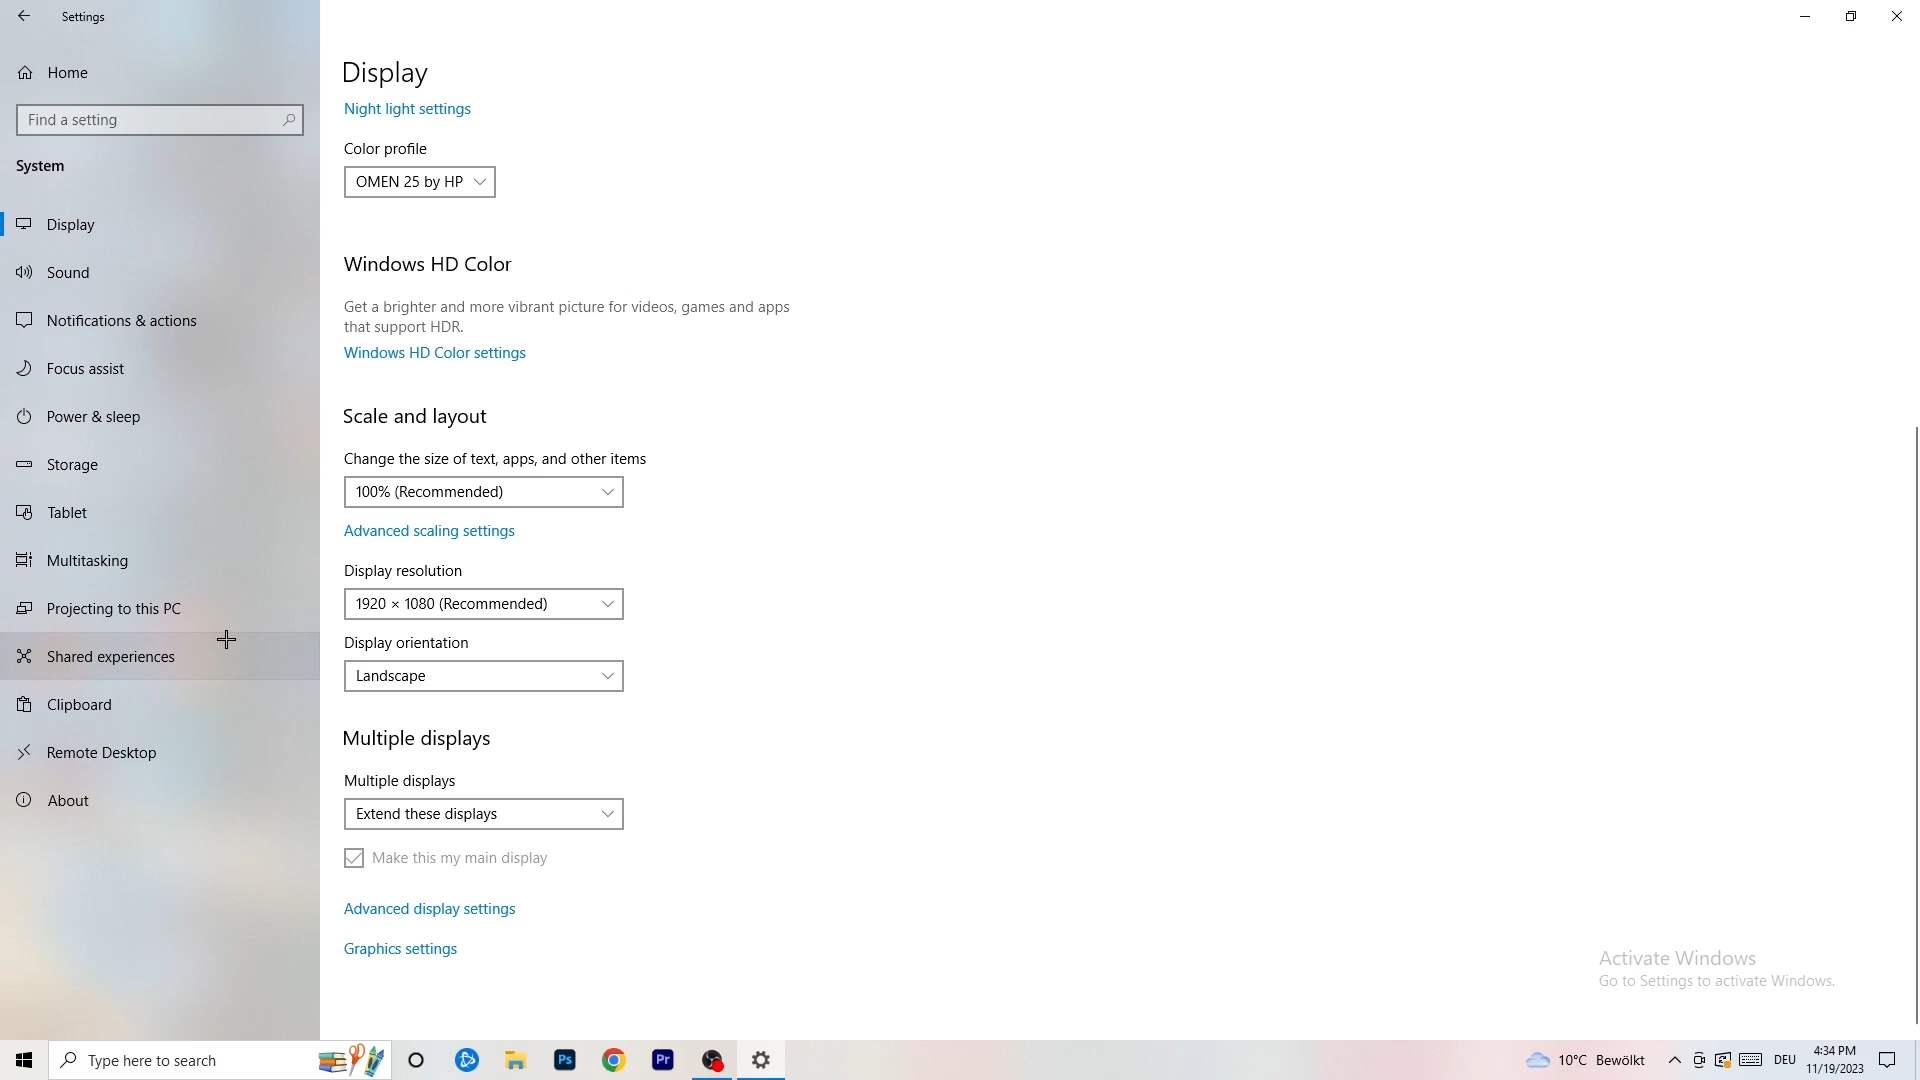 Settings
Home
Find a setting
System
Display
Sound
Notifications & actions
Focus assist
Power & sleep
Storage
Tablet
Multitasking
Projecting to this PC
Shared experiences
Clipboard
Remote Desktop
About
Display
Night light settings
Color profile
OMEN 25 by HP
Windows HD Color
Get a brighter and more vibrant picture for videos, games and apps
that support HDR.
Windows HD Color settings
Scale and layout
Change the size of text, apps, and other items
100% (Recommended)
Advanced scaling settings
Display resolution
1920 × 1080 (Recommended)
Display orientation
Landscape
Multiple displays
Multiple displays
Extend these displays
Make this my main display
Advanced display settings
Graphics settings
Activate Windows
Go to Settings to activate Windows.
Type here to search
Ps
Pr
10°C Bewölkt
DEU
4:34 PM
11/19/2023